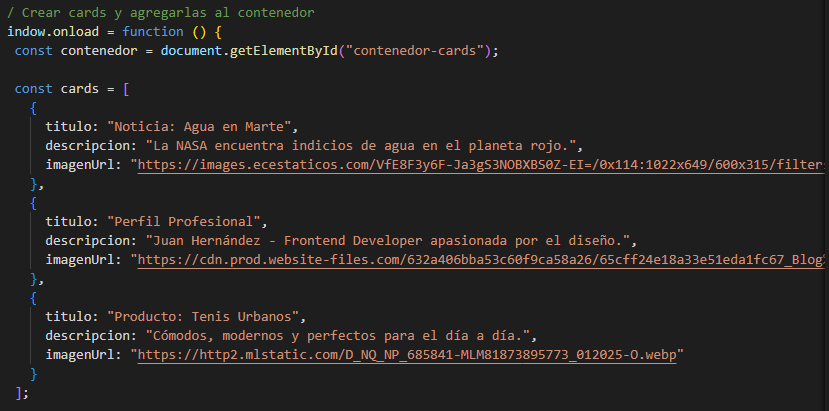 / Crear cards y agregarlas al contenedor
indow.onload = function () {
const contenedor = document.getElementById("contenedor-cards");
const cards = [
{
titulo: "Noticia: Agua en Marte",
descripcion: "La NASA encuentra indicios de agua en el planeta rojo.",
imagenUrl: "https://images.ecestaticos.com/VfE8F3y6F-Ja3gS3NOBXBS0Z-EI=/0x114:1022x649/600x315/filter
},
{
titulo: "Perfil Profesional",
descripcion: "Juan Hernández - Frontend Developer apasionada por el diseño.",
imagenUrl: "https://cdn.prod.website-files.com/632a406bba53c60f9ca58a26/65cff24e18a33e51eda1fc67_Blog
},
{
titulo: "Producto: Tenis Urbanos",
descripcion: "Cómodos, modernos y perfectos para el día a día.",
imagenUrl: "https://http2.mlstatic.com/D_NQ_NP_685841-MLM81873895773_012025-O.webp"
}
];